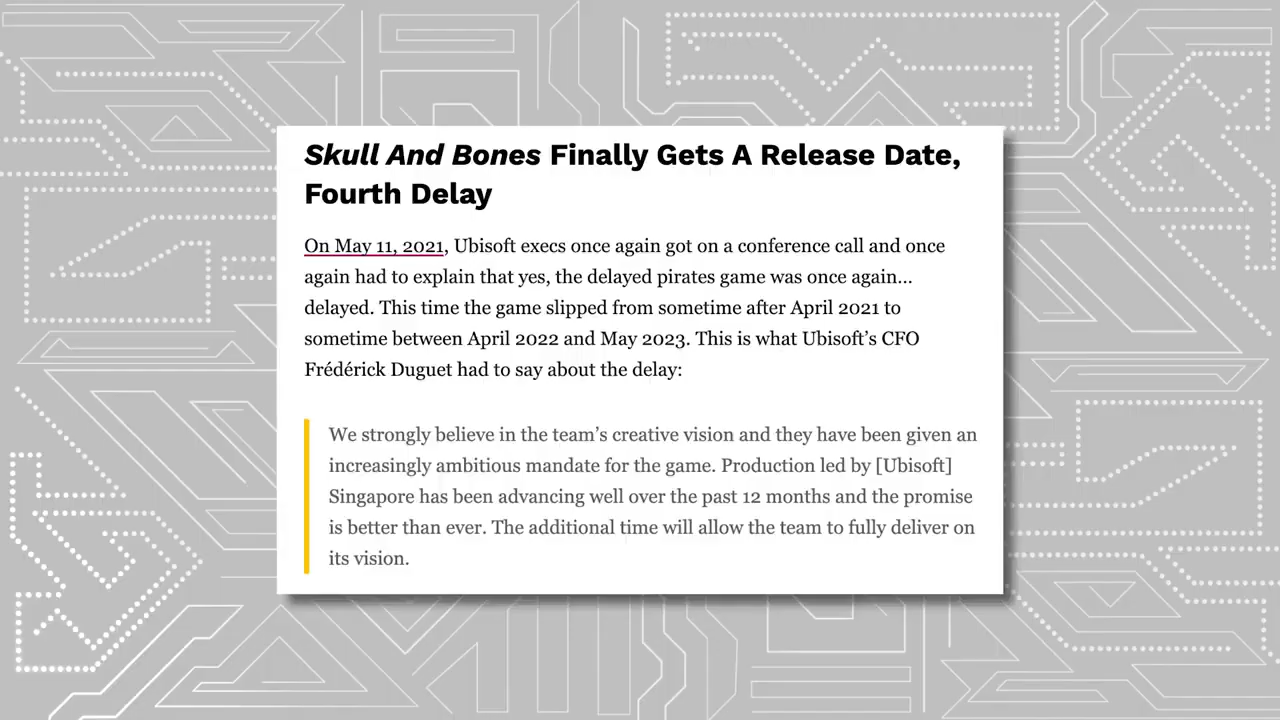 Skull And Bones Finally Gets A Release Date,
Fourth Delay
On May 11, 2021, Ubisoft execs once again got on a conference call and once
again had to explain that yes, the delayed pirates game was once again...
delayed. This time the game slipped from sometime after April 2021 to
sometime between April 2022 and May 2023. This is what Ubisoft’s CFO
Frédérick Duguet had to say about the delay:
We strongly believe in the team’s creative vision and they have been given an
increasingly ambitious mandate for the game. Production led by [Ubisoft]
Singapore has been advancing well over the past 12 months and the promise
is better than ever. The additional time will allow the team to fully deliver on
its vision.